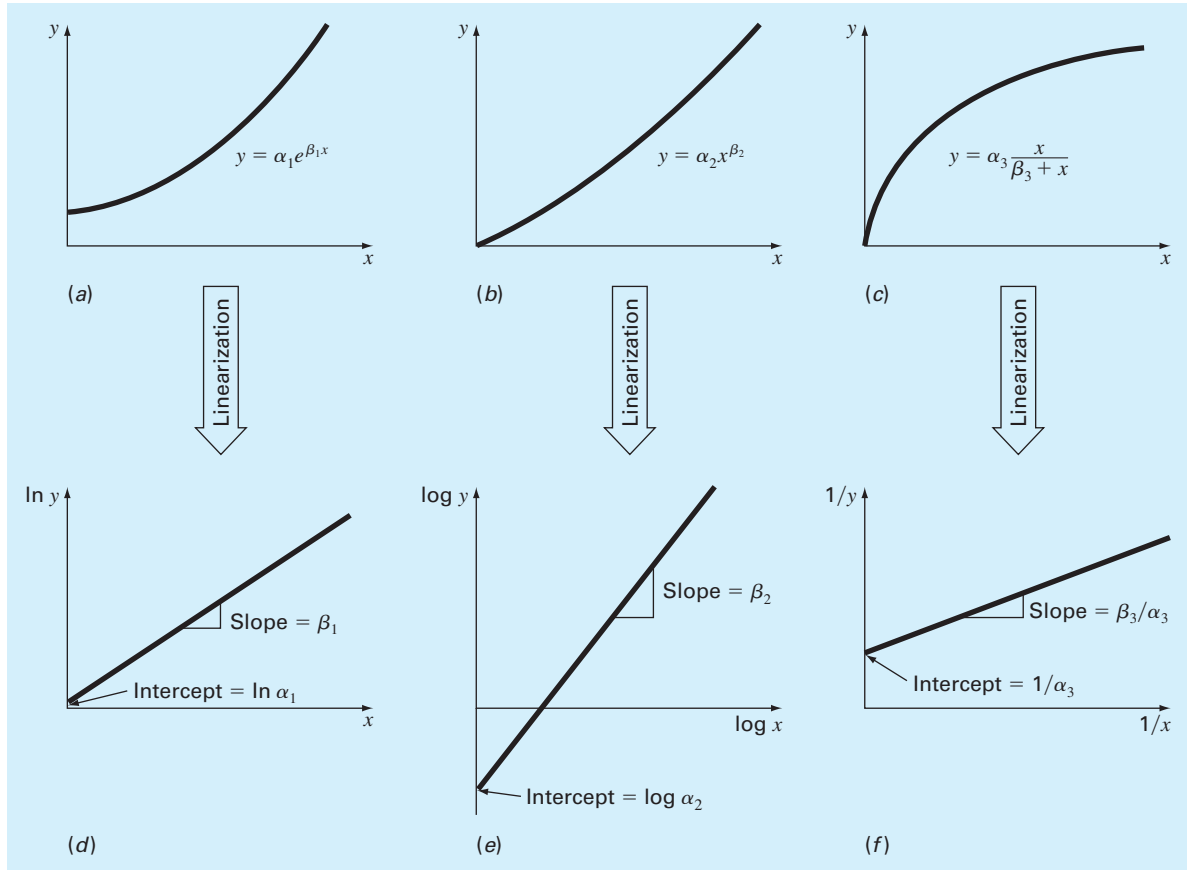 y
y = α₁e^β₁x
x
(a)
y
y = α₂x^β₂
x
(b)
y
y = α₃ x / β₃ + x
x
(c)
Linearization
Linearization
Linearization
ln y
Slope = β₁
Intercept = ln α₁
x
(d)
log y
Slope = β₂
log x
Intercept = log α₂
(e)
1/y
Slope = β₃/α₃
Intercept = 1/α₃
1/x
(f)